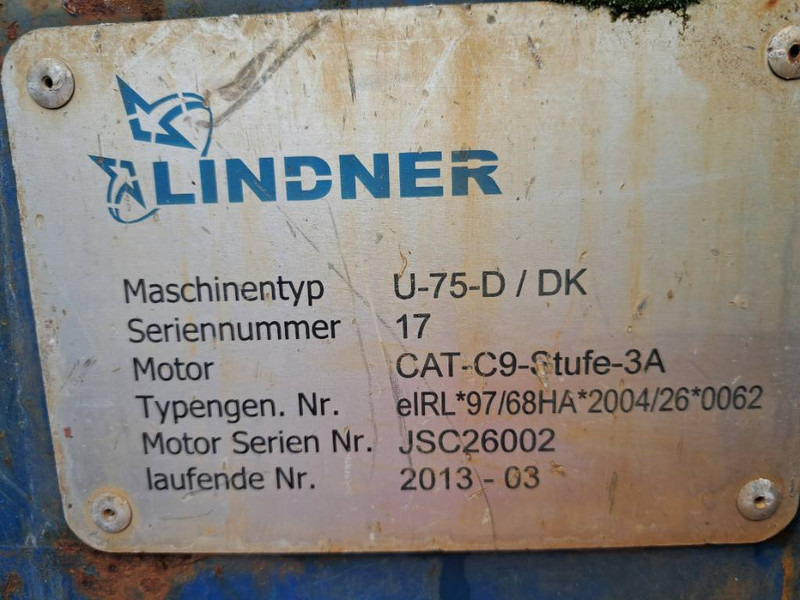 LINDNER
Maschinentyp U-75-D / DK
Seriennummer 17
Motor CAT-C9-Stufe-3A
Typengen. Nr. eIRL*97/68HA*2004/26*0062
Motor Serien Nr. JSC26002
laufende Nr. 2013 - 03